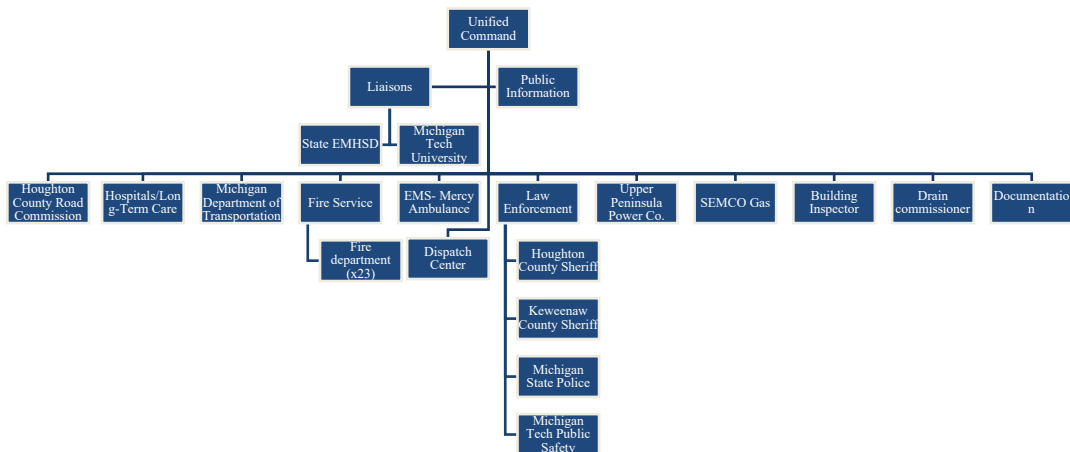 Unified
Command
Liaisons
Public
Information
State EMHSD
Michigan
Tech
University
Houghton
County Road
Commission
Hospitals/Lon
g-Term Care
Michigan
Department of
Transportation
Fire Service
EMS- Mercy
Ambulance
Law
Enforcement
Upper
Peninsula
Power Co.
SEMCO Gas
Building
Inspector
Drain
commissioner
Documentatio
n
Fire
department
(x23)
Dispatch
Center
Houghton
County Sheriff
Keweenaw
County Sheriff
Michigan
State Police
Michigan
Tech Public
Safety